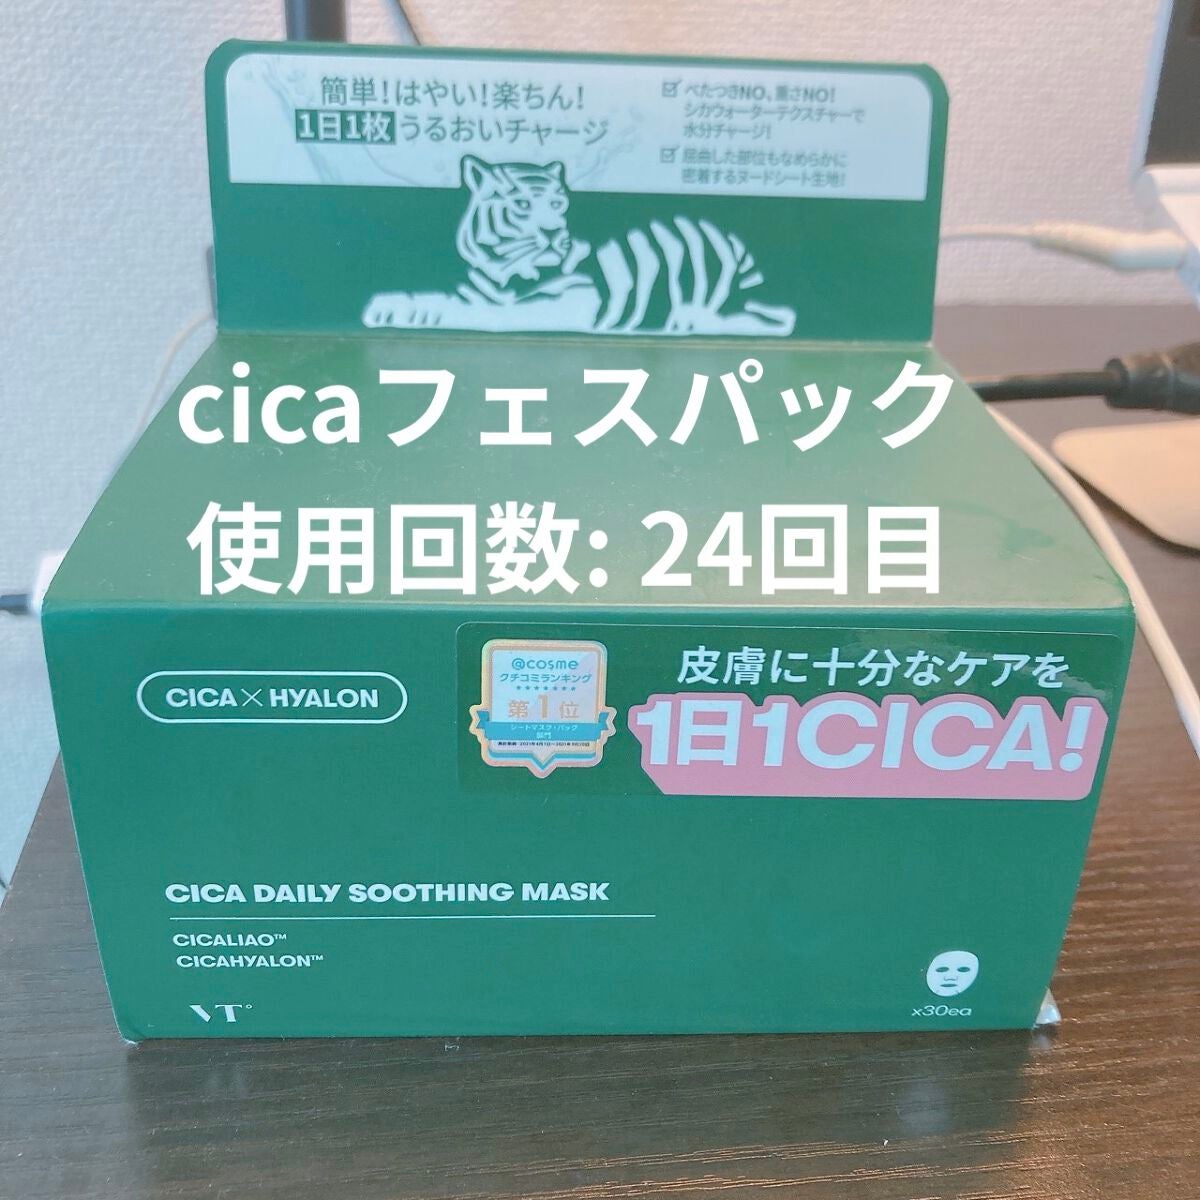 簡単！はやい！楽ちん！
1日1枚うるおいチャージ
べたつきNO、重さNO！
シカウォーターテクスチャーで
水分チャージ！
屈曲した部位もなめらかに
密着するヌードシート生地！
cicaフェスパック
使用回数: 24回目
CICA×HYALON
@cosme
クチコミランキング
第1位
シートマスク・パック
部門
皮膚に十分なケアを
1日1CICA!
CICA DAILY SOOTHING MASK
CICALIAO™
CICAHYALON™
VT°
x30ea